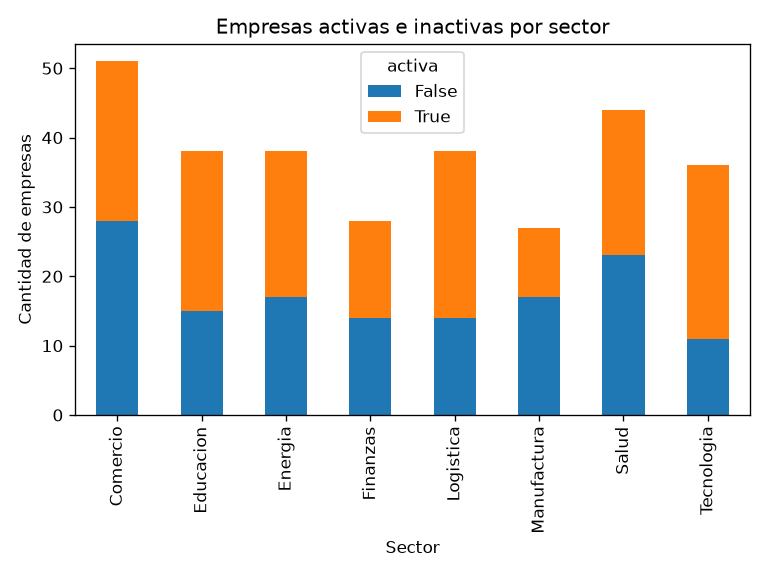 Empresas activas e inactivas por sector
activa
False
True
Cantidad de empresas
50
40
30
20
10
0
Comercio
Educacion
Energia
Finanzas
Logistica
Manufactura
Salud
Tecnologia
Sector